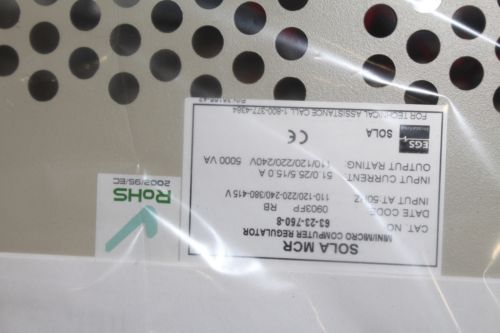 SOLA MCR
MINI/MICRO COMPUTER REGULATOR
CAT. NO: 63-23-750-8
DATE CODE: 0903FP RB
INPUT AT 50HZ 110-120/220-240/380-415 V
INPUT CURRENT: 51.0/25.5/15.0 A
OUTPUT RATING: 110/120/220/240V 5000 VA
EGS
SOLA
CE
FOR TECHNICAL ASSISTANCE CALL 1-800-377-4384
RoHS
2002/95/EC